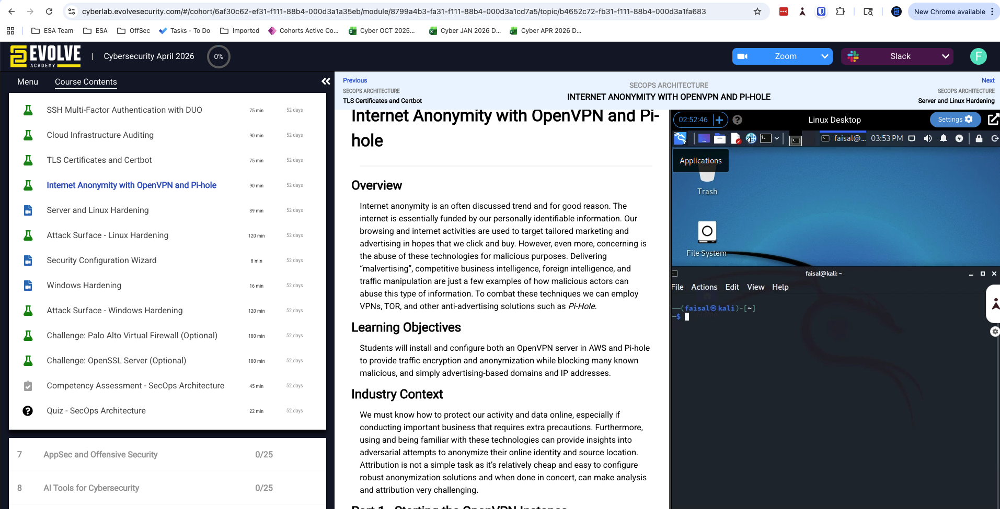 cyberlab.evolvesecurity.com/#/cohort/6af30c62-ef31-f111-88b4-000d3a1a35eb/module/8799a4b3-fa31-f111-88b4-000d3a1cd7a5/topic/b4652c72-fb31-f111-88b4-000d3a1fa683
New Chrome available
ESA Team
ESA
OffSec
Tasks - To Do
Imported
Cohorts Active Co...
Cyber OCT 2025...
Cyber JAN 2026 D...
Cyber APR 2026 D...
EVOLVE
ACADEMY
| Cybersecurity April 2026
0%
Zoom
Slack
F
Menu
Course Contents
SSH Multi-Factor Authentication with DUO 75 min 52 days
Cloud Infrastructure Auditing 90 min 52 days
TLS Certificates and Certbot 75 min 52 days
Internet Anonymity with OpenVPN and Pi-hole 90 min 52 days
Server and Linux Hardening 39 min 52 days
Attack Surface - Linux Hardening 120 min 52 days
Security Configuration Wizard 8 min 52 days
Windows Hardening 16 min 52 days
Attack Surface - Windows Hardening 120 min 52 days
Challenge: Palo Alto Virtual Firewall (Optional) 180 min 52 days
Challenge: OpenSSL Server (Optional) 180 min 52 days
Competency Assessment - SecOps Architecture 45 min 52 days
Quiz - SecOps Architecture 22 min 52 days
7 AppSec and Offensive Security 0/25
8 AI Tools for Cybersecurity 0/25
Previous
SECOPS ARCHITECTURE
TLS Certificates and Certbot
SECOPS ARCHITECTURE
INTERNET ANONYMITY WITH OPENVPN AND PI-HOLE
Next
SECOPS ARCHITECTURE
Server and Linux Hardening
Internet Anonymity with OpenVPN and Pi-
hole
Overview
Internet anonymity is an often discussed trend and for good reason. The
internet is essentially funded by our personally identifiable information. Our
browsing and internet activities are used to target tailored marketing and
advertising in hopes that we click and buy. However, even more, concerning is
the abuse of these technologies for malicious purposes. Delivering
“malvertising”, competitive business intelligence, foreign intelligence, and
traffic manipulation are just a few examples of how malicious actors can
abuse this type of information. To combat these techniques we can employ
VPNs, TOR, and other anti-advertising solutions such as Pi-Hole.
Learning Objectives
Students will install and configure both an OpenVPN server in AWS and Pi-hole
to provide traffic encryption and anonymization while blocking many known
malicious, and simply advertising-based domains and IP addresses.
Industry Context
We must know how to protect our activity and data online, especially if
conducting important business that requires extra precautions. Furthermore,
using and being familiar with these technologies can provide insights into
adversarial attempts to anonymize their online identity and source location.
Attribution is not a simple task as it’s relatively cheap and easy to configure
robust anonymization solutions and when done in concert, can make analysis
and attribution very challenging.
Part 1 - Starting the OpenVPN Instance
02:52:46
Linux Desktop
Settings
faisal@... 03:53 PM
Applications
Trash
File System
faisal@kali: ~
File Actions Edit View Help
(faisal㉿kali)-[~]
$